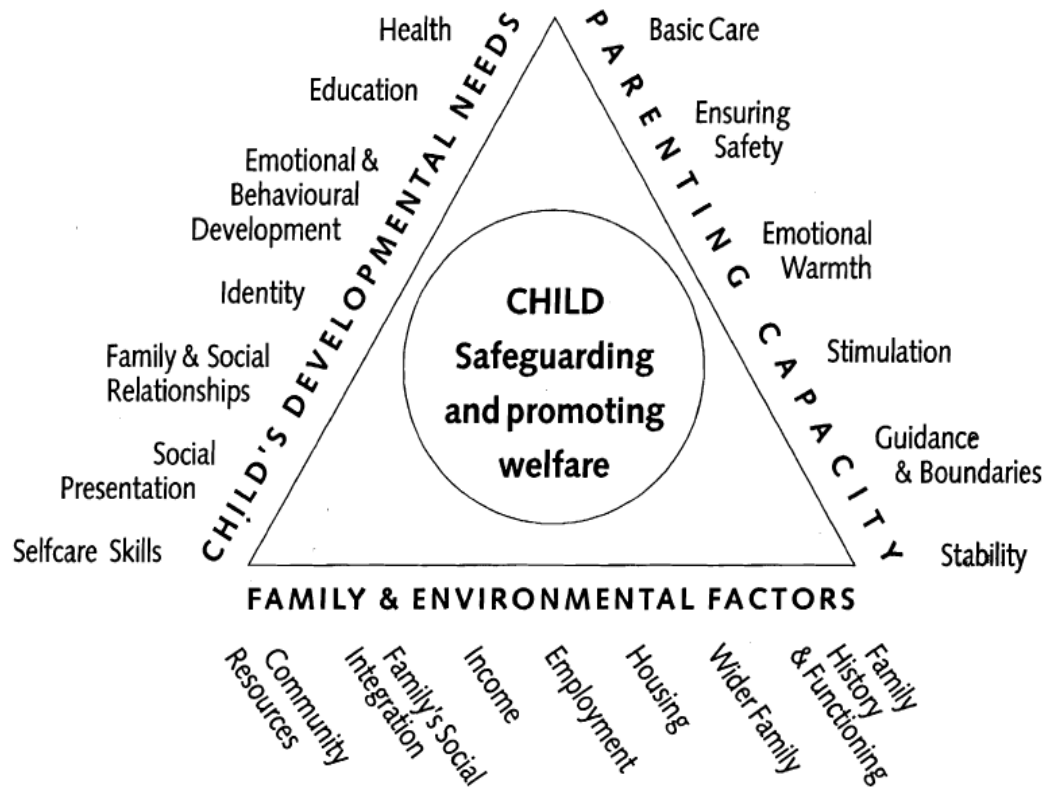 CHILD'S DEVELOPMENTAL NEEDS
Health
Education
Emotional &
Behavioural
Development
Identity
Family & Social
Relationships
Social
Presentation
Selfcare Skills
PARENTING CAPACITY
Basic Care
Ensuring
Safety
Emotional
Warmth
Stimulation
Guidance
& Boundaries
Stability
CHILD
Safeguarding
and promoting
welfare
FAMILY & ENVIRONMENTAL FACTORS
Community
Resources
Family's Social
Integration
Income
Employment
Housing
Wider Family
Family
History
& Functioning